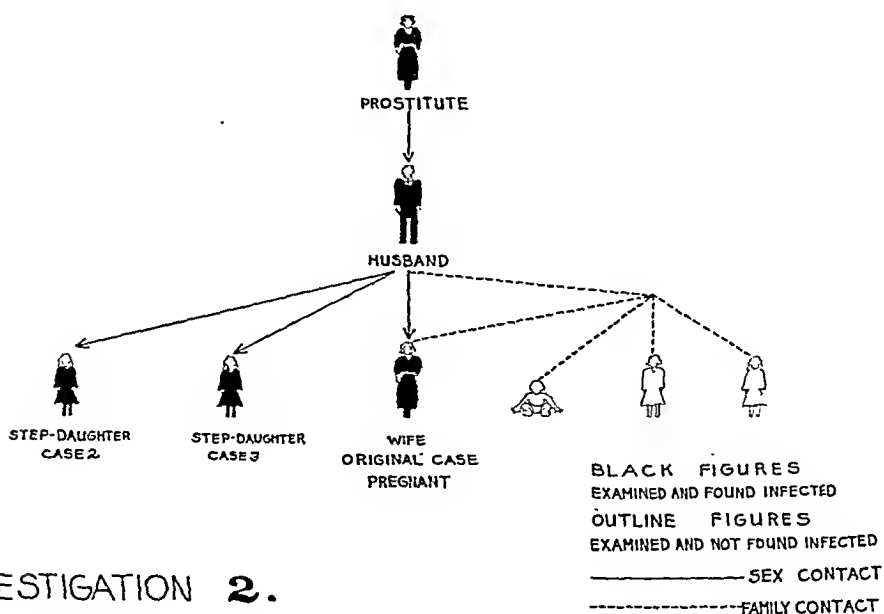 PROSTITUTE
HUSBAND
STEP-DAUGHTER
CASE 2
STEP-DAUGHTER
CASE 3
WIFE
ORIGINAL CASE
PREGNANT
BLACK FIGURES
EXAMINED AND FOUND INFECTED
OUTLINE FIGURES
EXAMINED AND NOT FOUND INFECTED
SEX CONTACT
FAMILY CONTACT
ESTIGATION 2.